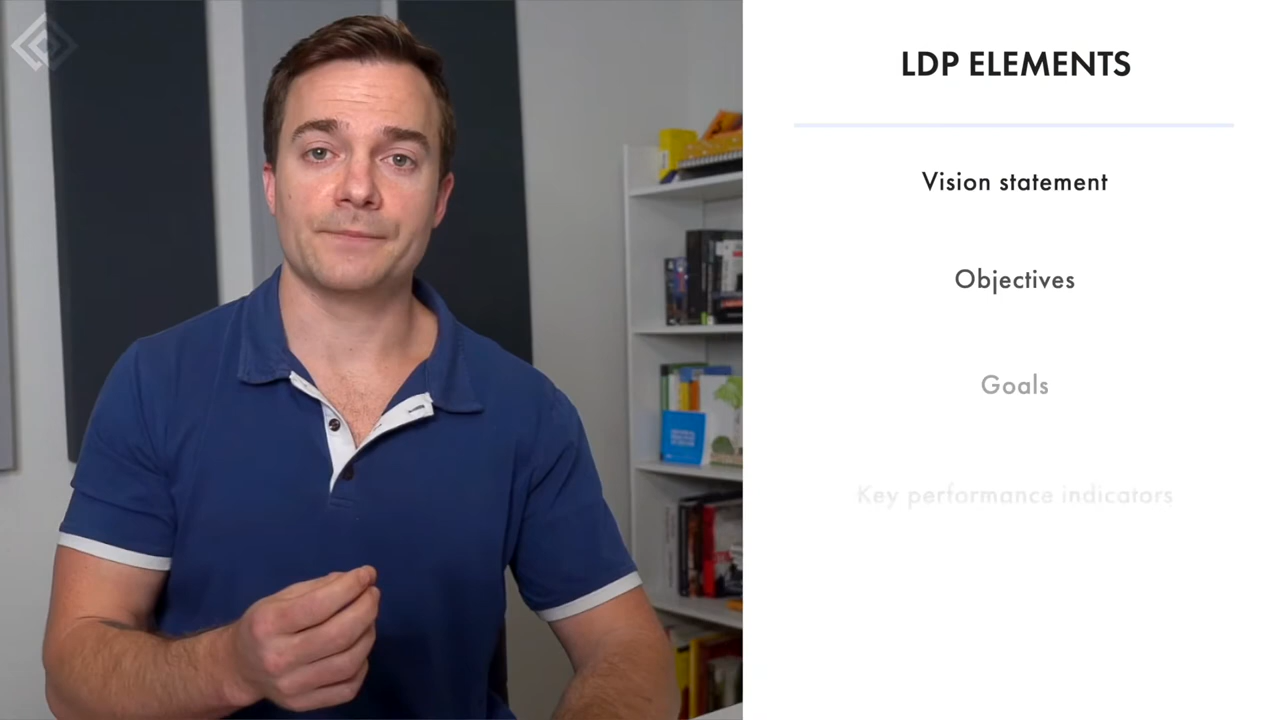 LDP ELEMENTS
Vision statement
Objectives
Goals
Key performance indicators